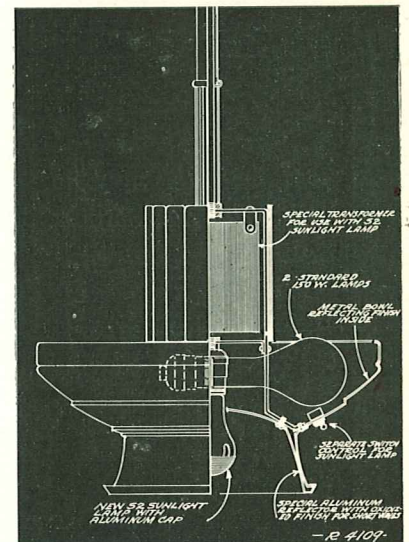 SPECIAL TRANSFORMER
FOR USE WITH S2
SUNLIGHT LAMP
2 - STANDARD
150 W. LAMPS
METAL BOWL
REFLECTING FINISH
INSIDE
SEPARATE SWITCH
CONTROL FOR
SUNLIGHT LAMP
NEW S2 SUNLIGHT
LAMP WITH
ALUMINUM CAP
SPECIAL ALUMINUM
REFLECTOR WITH OXIDIZ-
ED FINISH FOR SHORT WAVES
- R 4109 -